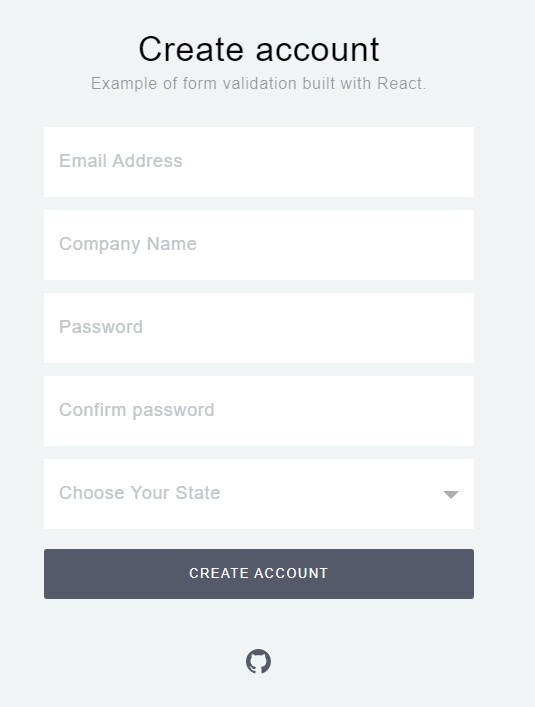 Create account
Example of form validation built with React.
Email Address
Company Name
Password
Confirm password
Choose Your State
CREATE ACCOUNT